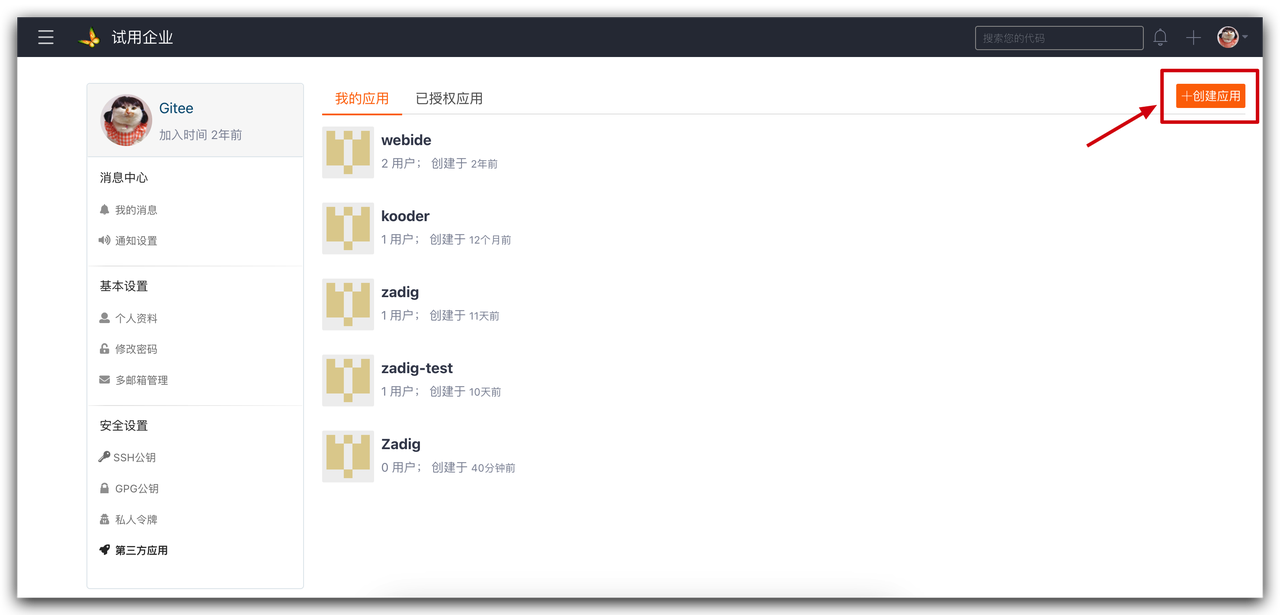 试用企业
搜索您的代码
Gitee
加入时间 2年前
消息中心
我的消息
通知设置
基本设置
个人资料
修改密码
多邮箱管理
安全设置
SSH公钥
GPG公钥
私人令牌
第三方应用
我的应用 已授权应用
+创建应用
webide
2 用户； 创建于 2年前
kooder
1 用户； 创建于 12个月前
zadig
1 用户； 创建于 11天前
zadig-test
1 用户； 创建于 10天前
Zadig
0 用户； 创建于 40分钟前